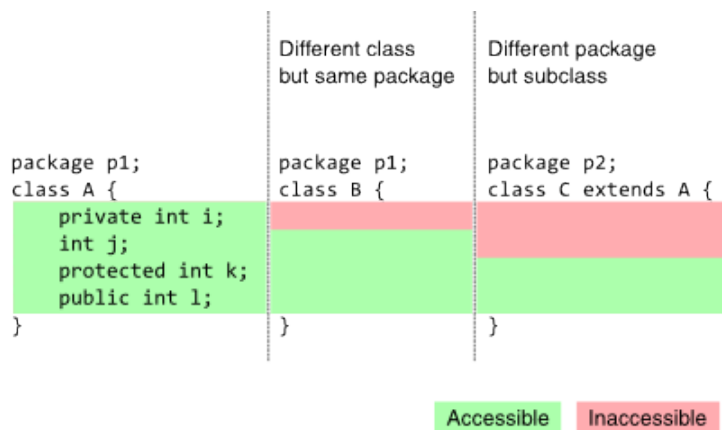 Different class
but same package
Different package
but subclass
package p1;
class A {
    private int i;
    int j;
    protected int k;
    public int l;
}
package p1;
class B {
}
package p2;
class C extends A {
}
Accessible
Inaccessible